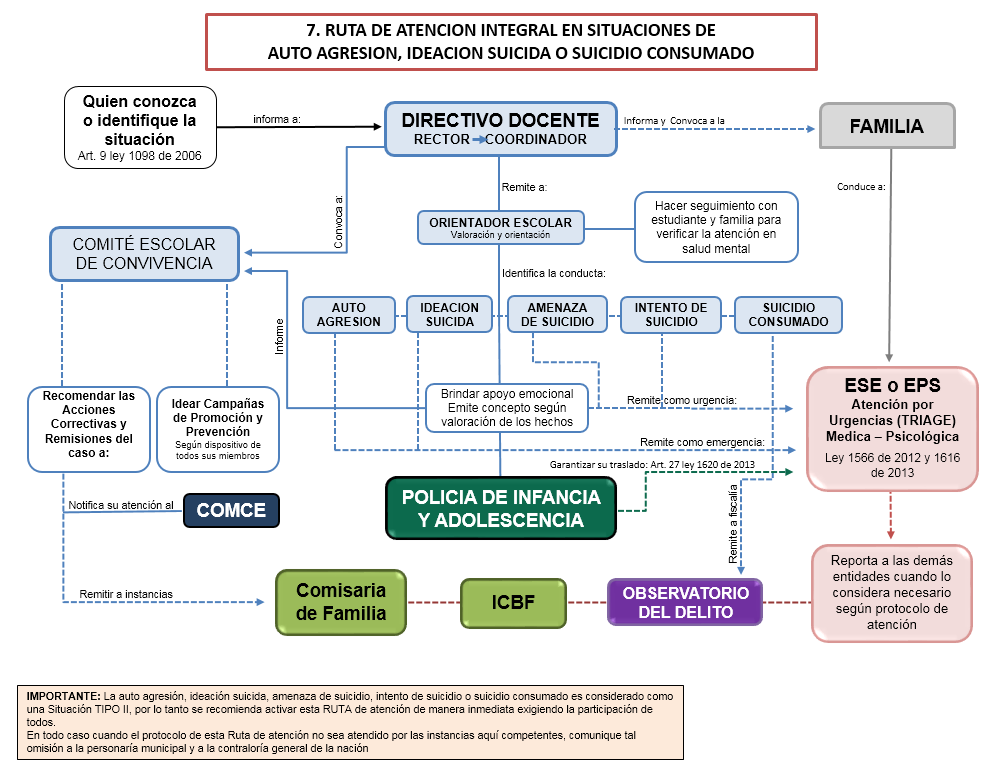 7. RUTA DE ATENCION INTEGRAL EN SITUACIONES DE
AUTO AGRESION, IDEACION SUICIDA O SUICIDIO CONSUMADO
Quien conozca
o identifique la
situación
Art. 9 ley 1098 de 2006
informa a:
DIRECTIVO DOCENTE
RECTOR COORDINADOR
Informa y Convoca a la
FAMILIA
Convoca a:
Remite a:
Conduce a:
ORIENTADOR ESCOLAR
Valoración y orientación
Hacer seguimiento con
estudiante y familia para
verificar la atención en
salud mental
COMITÉ ESCOLAR
DE CONVIVENCIA
Identifica la conducta:
Informe
AUTO
AGRESION
IDEACION
SUICIDA
AMENAZA
DE SUICIDIO
INTENTO DE
SUICIDIO
SUICIDIO
CONSUMADO
Recomendar las
Acciones
Correctivas y
Remisiones del
caso a:
Idear Campañas
de Promoción y
Prevención
Según dispositivo de
todos sus miembros
Brindar apoyo emocional
Emite concepto según
valoración de los hechos
Remite como urgencia:
Remite como emergencia:
ESE o EPS
Atención por
Urgencias (TRIAGE)
Medica – Psicológica
Ley 1566 de 2012 y 1616
de 2013
Garantizar su traslado: Art. 27 ley 1620 de 2013
POLICIA DE INFANCIA
Y ADOLESCENCIA
Remite a fiscalía
Notifica su atención al
COMCE
Remitir a instancias
Comisaria
de Familia
ICBF
OBSERVATORIO
DEL DELITO
Reporta a las demás
entidades cuando lo
considera necesario
según protocolo de
atención
IMPORTANTE: La auto agresión, ideación suicida, amenaza de suicidio, intento de suicidio o suicidio consumado es considerado como
una Situación TIPO II, por lo tanto se recomienda activar esta RUTA de atención de manera inmediata exigiendo la participación de
todos.
En todo caso cuando el protocolo de esta Ruta de atención no sea atendido por las instancias aquí competentes, comunique tal
omisión a la personaría municipal y a la contraloría general de la nación